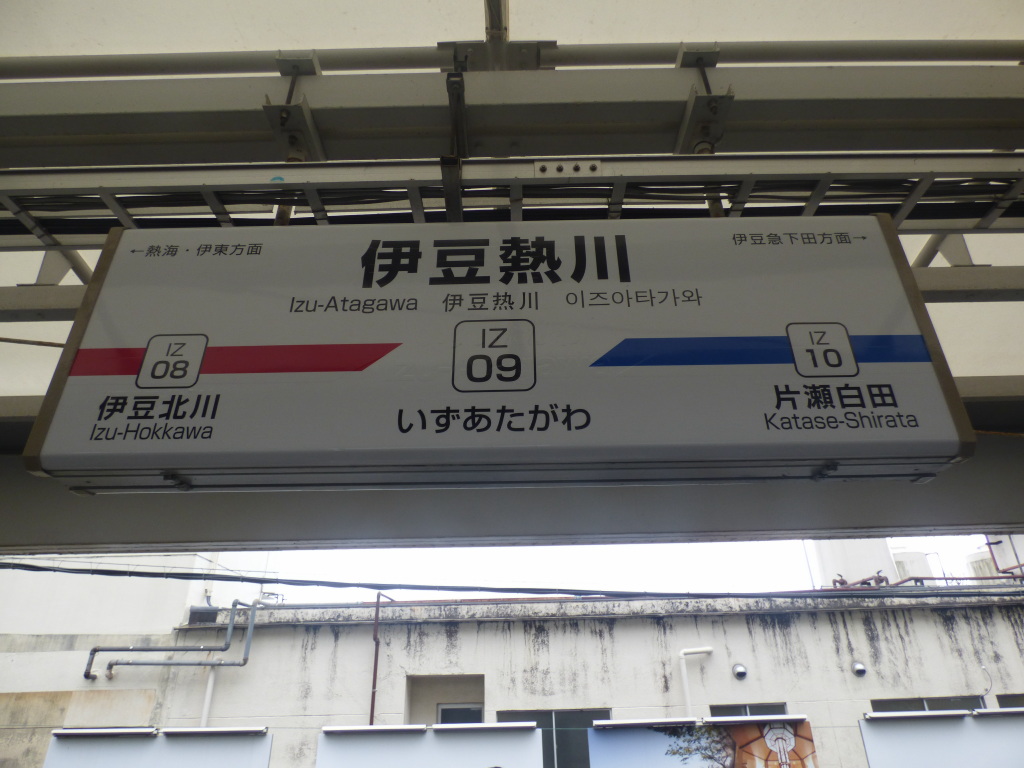 ←熱海・伊東方面
伊豆急下田方面→
伊豆熱川
Izu-Atagawa 伊豆热川 이즈아타가와
IZ
08
IZ
09
IZ
10
伊豆北川
Izu-Hokkawa
いずあたがわ
片瀬白田
Katase-Shirata